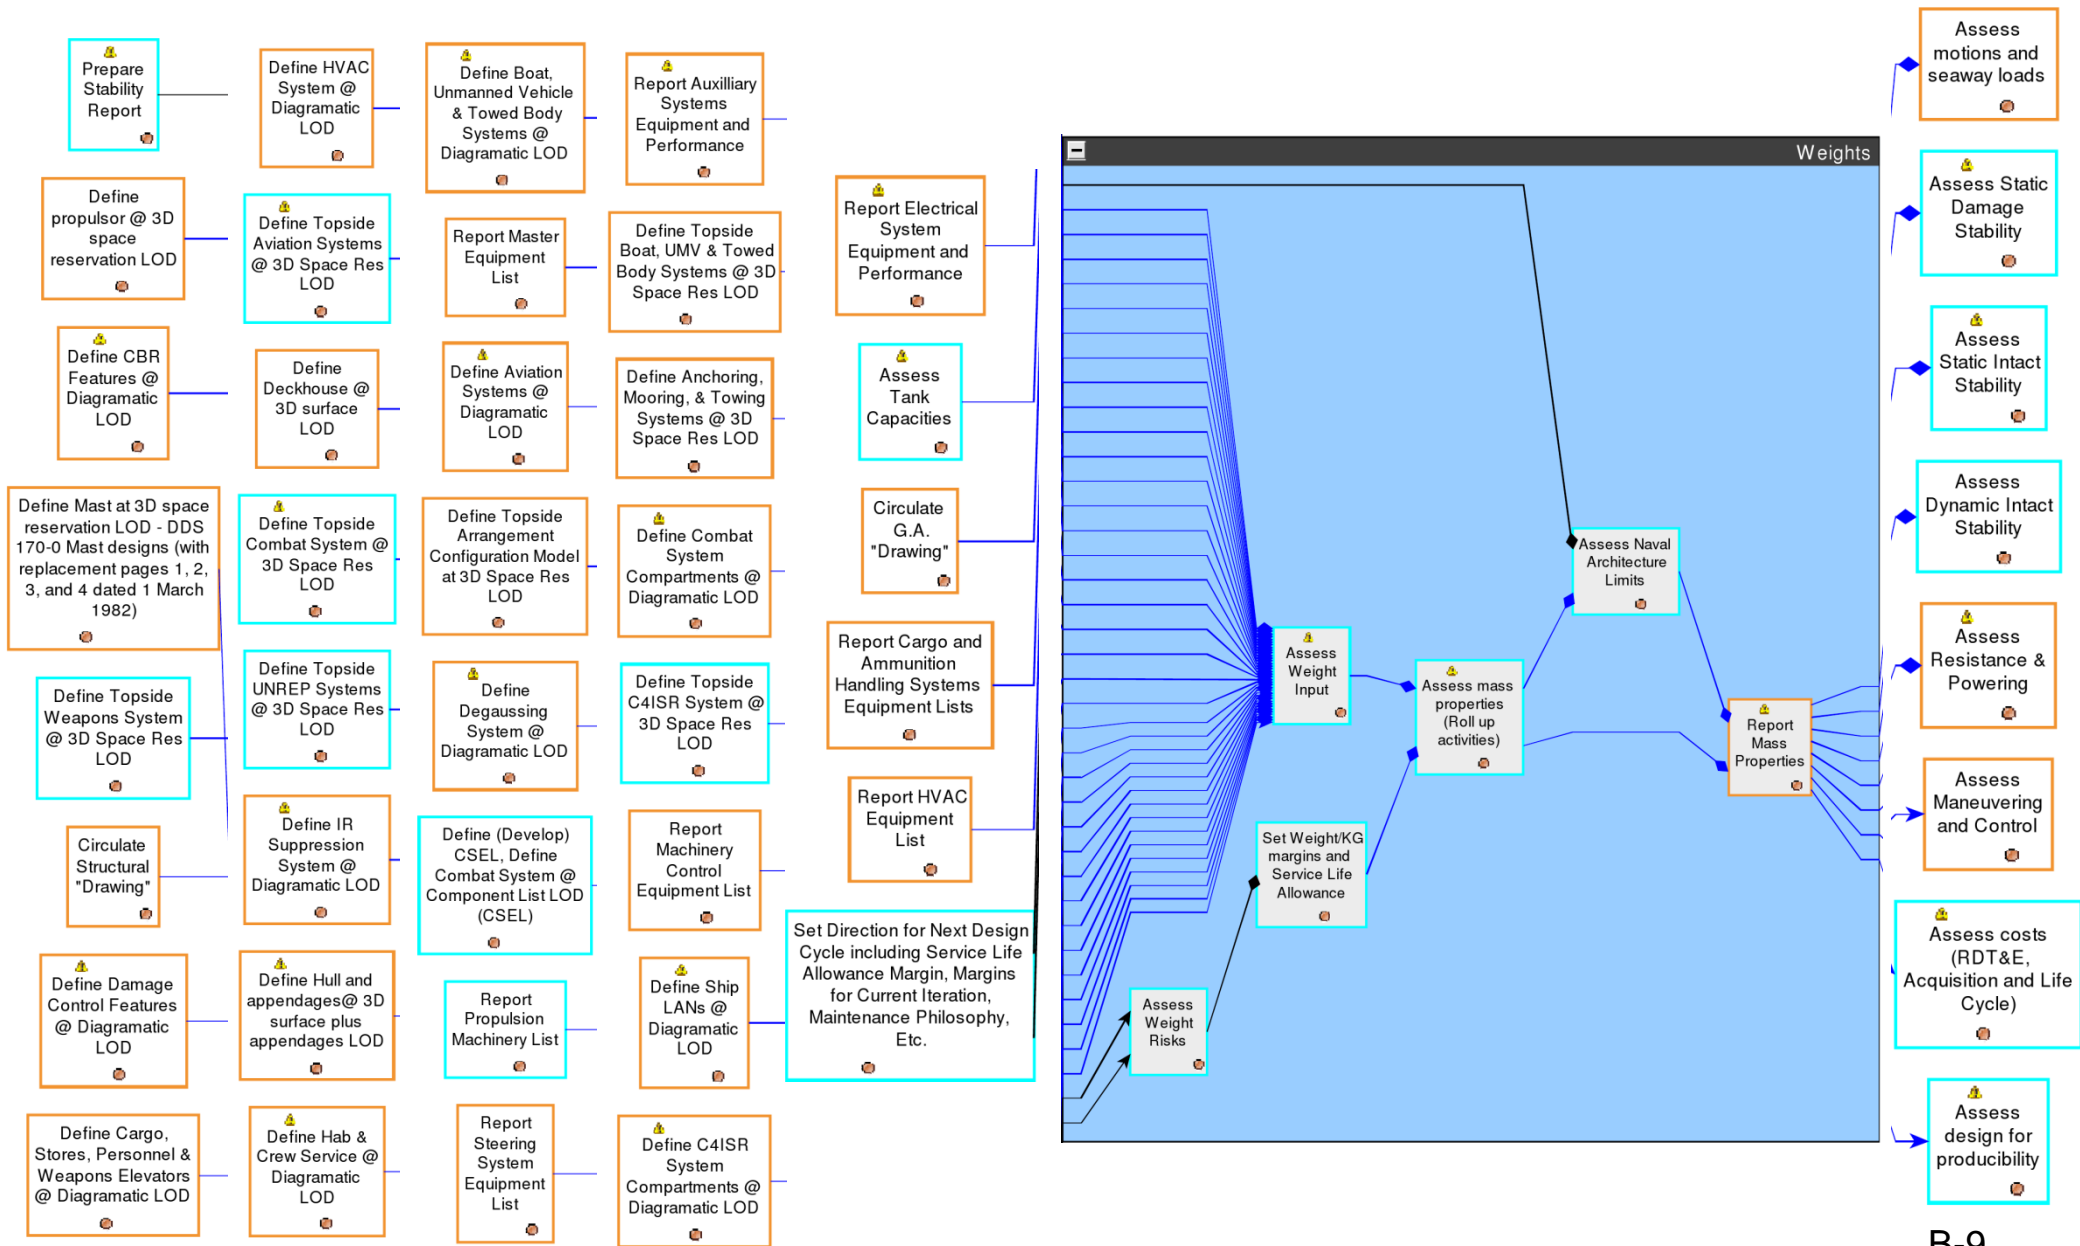 Prepare
Stability
Report
Define
propulsor @ 3D
space
reservation LOD
Define CBR
Features @
Diagramatic
LOD
Define Mast at 3D space
reservation LOD - DDS
170-0 Mast designs (with
replacement pages 1, 2,
3, and 4 dated 1 March
1982)
Define Topside
Weapons System
@ 3D Space Res
LOD
Circulate
Structural
"Drawing"
Define Damage
Control Features
@ Diagramatic
LOD
Define Cargo,
Stores, Personnel &
Weapons Elevators
@ Diagramatic LOD
Define HVAC
System @
Diagramatic
LOD
Define Topside
Aviation Systems
@ 3D Space Res
LOD
Define
Deckhouse @
3D surface
LOD
Define Topside
Combat System @
3D Space Res
LOD
Define Topside
UNREP Systems
@ 3D Space Res
LOD
Define IR
Suppression
System @
Diagramatic LOD
Define Hull and
appendages@ 3D
surface plus
appendages LOD
Define Hab &
Crew Service @
Diagramatic
LOD
Define Boat,
Unmanned Vehicle
& Towed Body
Systems @
Diagramatic LOD
Report Master
Equipment
List
Define Aviation
Systems @
Diagramatic
LOD
Define Topside
Arrangement
Configuration Model
at 3D Space Res
LOD
Define
Degaussing
System @
Diagramatic LOD
Define (Develop)
CSEL, Define
Combat System @
Component List LOD
(CSEL)
Report
Propulsion
Machinery List
Report
Steering
System
Equipment
List
Report Auxilliary
Systems
Equipment and
Performance
Define Topside
Boat, UMV & Towed
Body Systems @ 3D
Space Res LOD
Define Anchoring,
Mooring, & Towing
Systems @ 3D
Space Res LOD
Define Combat
System
Compartments @
Diagramatic LOD
Define Topside
C4ISR System @
3D Space Res
LOD
Report
Machinery
Control
Equipment List
Define Ship
LANs @
Diagramatic
LOD
Define C4ISR
System
Compartments @
Diagramatic LOD
Report Electrical
System
Equipment and
Performance
Assess
Tank
Capacities
Circulate
G.A.
"Drawing"
Report Cargo and
Ammunition
Handling Systems
Equipment Lists
Report HVAC
Equipment
List
Set Direction for Next Design
Cycle including Service Life
Allowance Margin, Margins
for Current Iteration,
Maintenance Philosophy,
Etc.
Weights
Assess Naval
Architecture
Limits
Assess
Weight
Input
Assess mass
properties
(Roll up
activities)
Report
Mass
Properties
Set Weight/KG
margins and
Service Life
Allowance
Assess
Weight
Risks
Assess
motions and
seaway loads
Assess Static
Damage
Stability
Assess
Static Intact
Stability
Assess
Dynamic Intact
Stability
Assess
Resistance &
Powering
Assess
Maneuvering
and Control
Assess costs
(RDT&E,
Acquisition and Life
Cycle)
Assess
design for
producibility
B-9